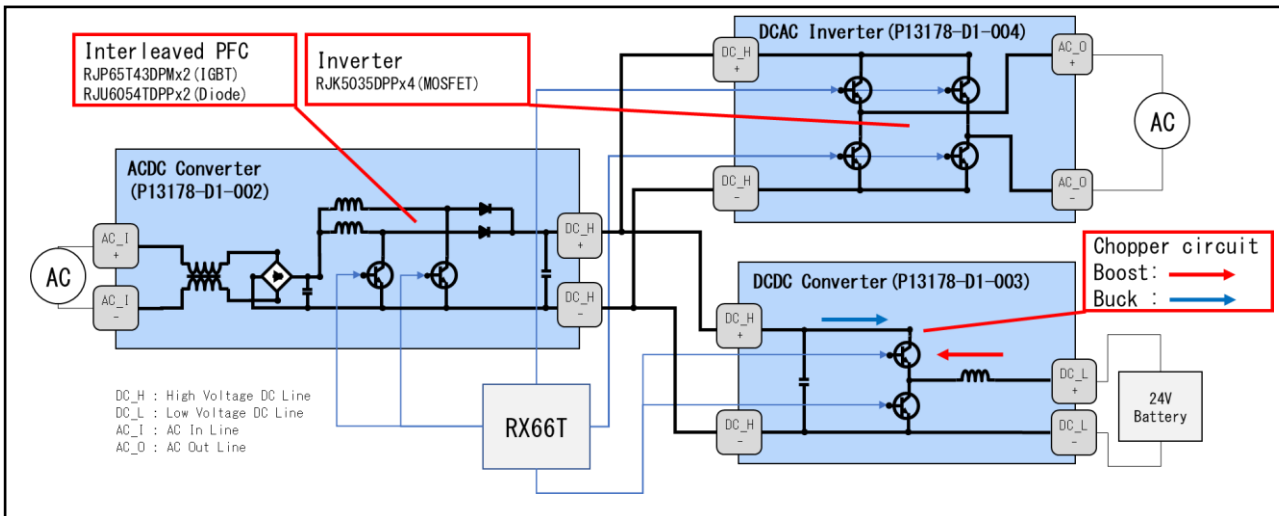 Interleaved PFC
RJP65T43DPMx2(IGBT)
RJU6054TDPPx2(Diode)
Inverter
RJK5035DPPx4(MOSFET)
DCAC Inverter(P13178-D1-004)
DC_H
+
DC_H
-
AC_O
+
AC_O
-
AC
ACDC Converter
(P13178-D1-002)
AC
AC_I
+
AC_I
-
DC_H
+
DC_H
-
Chopper circuit
Boost:
Buck :
DCDC Converter(P13178-D1-003)
DC_H
+
DC_H
-
DC_L
+
DC_L
-
24V
Battery
RX66T
DC_H : High Voltage DC Line
DC_L : Low Voltage DC Line
AC_I : AC In Line
AC_O : AC Out Line